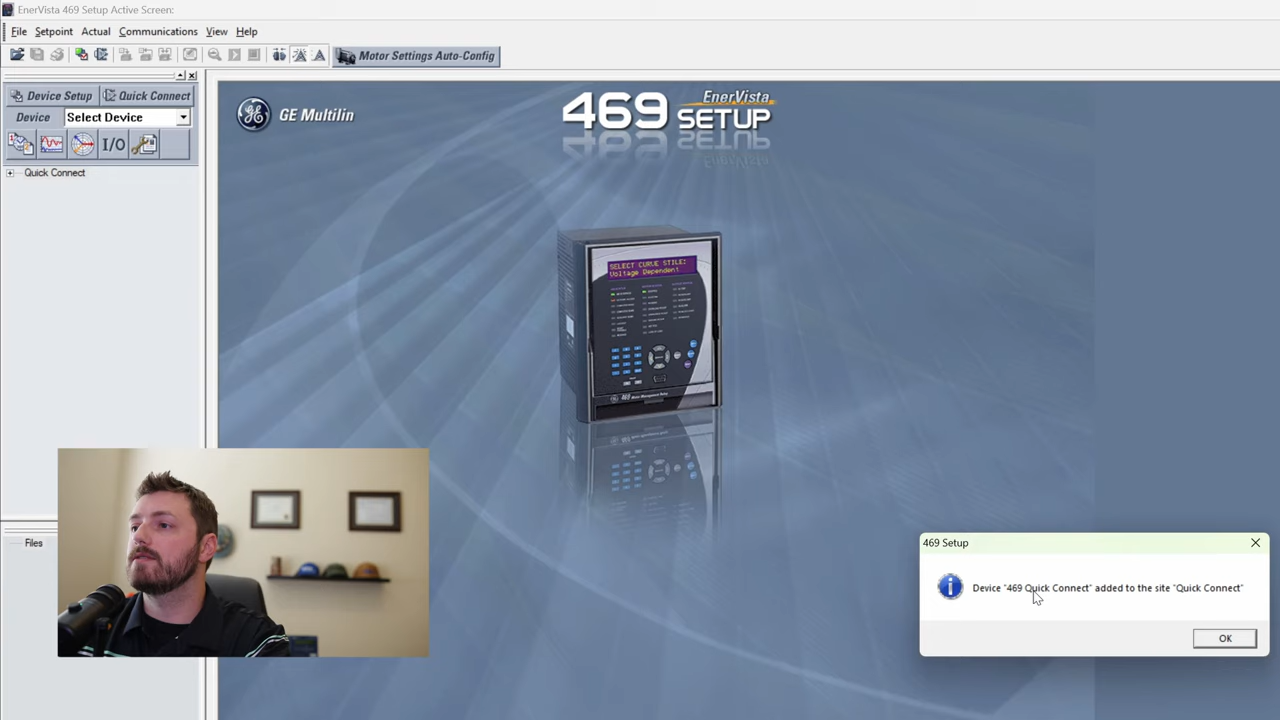 EnerVista 469 Setup Active Screen:
File Setpoint Actual Communications View Help
Motor Settings Auto-Config
Device Setup Quick Connect
Device Select Device
I/O
Quick Connect
GE Multilin
469 EnerVista SETUP
SELECT CURVE STILE:
Voltage Dependent
469
Files
469 Setup
Device "469 Quick Connect" added to the site "Quick Connect"
OK